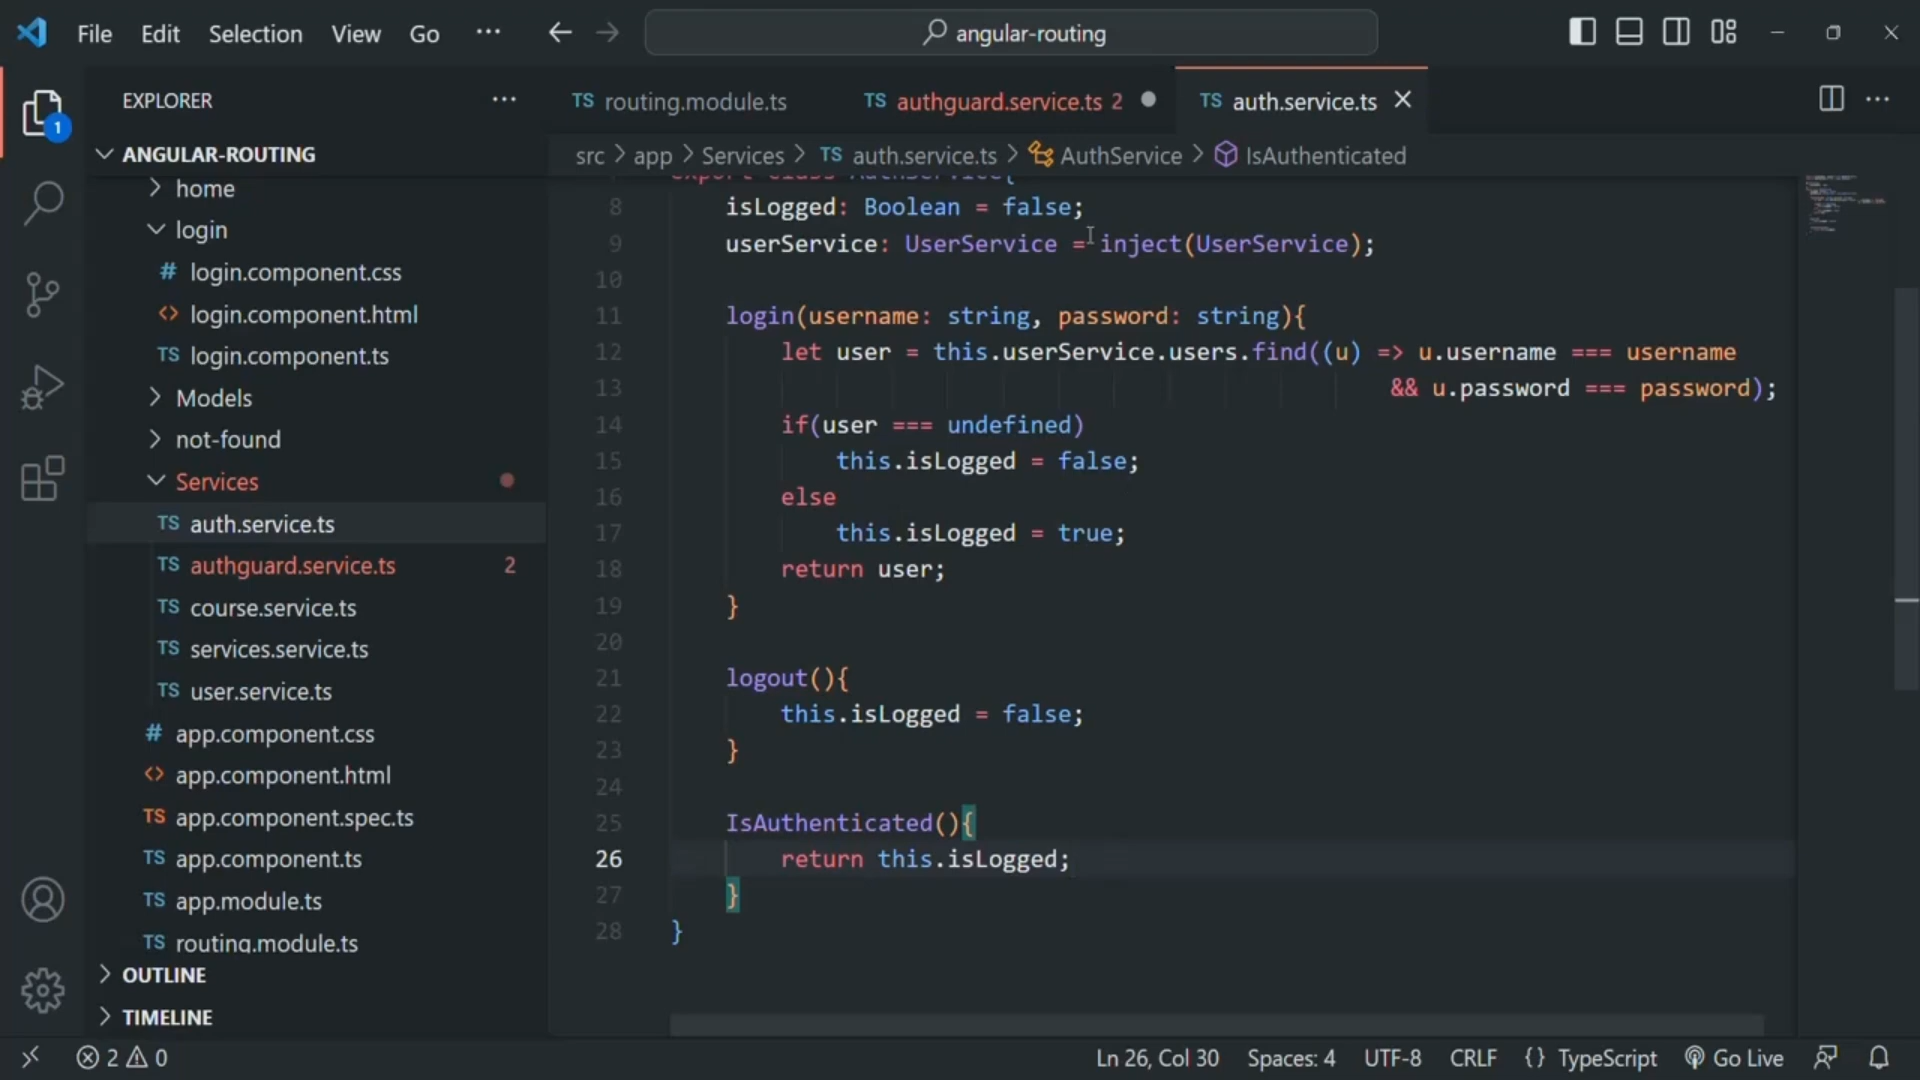 File Edit Selection View Go ··· angular-routing
EXPLORER ···
ANGULAR-ROUTING
home
login
# login.component.css
<> login.component.html
TS login.component.ts
Models
not-found
Services
TS auth.service.ts
TS authguard.service.ts 2
TS course.service.ts
TS services.service.ts
TS user.service.ts
# app.component.css
<> app.component.html
TS app.component.spec.ts
TS app.component.ts
TS app.module.ts
TS routing.module.ts
OUTLINE
TIMELINE
1
TS routing.module.ts TS authguard.service.ts 2 TS auth.service.ts
src > app > Services > TS auth.service.ts > AuthService > IsAuthenticated
export class AuthService{
8 isLogged: Boolean = false;
9 userService: UserService = inject(UserService);
10
11 login(username: string, password: string){
12 let user = this.userService.users.find((u) => u.username === username
13 && u.password === password);
14 if(user === undefined)
15 this.isLogged = false;
16 else
17 this.isLogged = true;
18 return user;
19 }
20
21 logout(){
22 this.isLogged = false;
23 }
24
25 IsAuthenticated(){
26 return this.isLogged;
27 }
28 }
2 0 Ln 26, Col 30 Spaces: 4 UTF-8 CRLF {} TypeScript Go Live